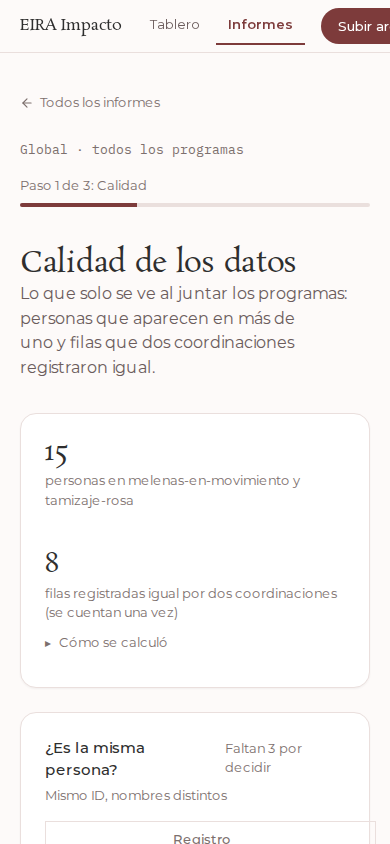 EIRA Impacto Tablero Informes Subir ar
← Todos los informes
Global · todos los programas
Paso 1 de 3: Calidad
Calidad de los datos
Lo que solo se ve al juntar los programas:
personas que aparecen en más de
uno y filas que dos coordinaciones
registraron igual.
15
personas en melenas-en-movimiento y
tamizaje-rosa
8
filas registradas igual por dos coordinaciones
(se cuentan una vez)
▸ Cómo se calculó
¿Es la misma
persona?
Faltan 3 por
decidir
Mismo ID, nombres distintos
Registro